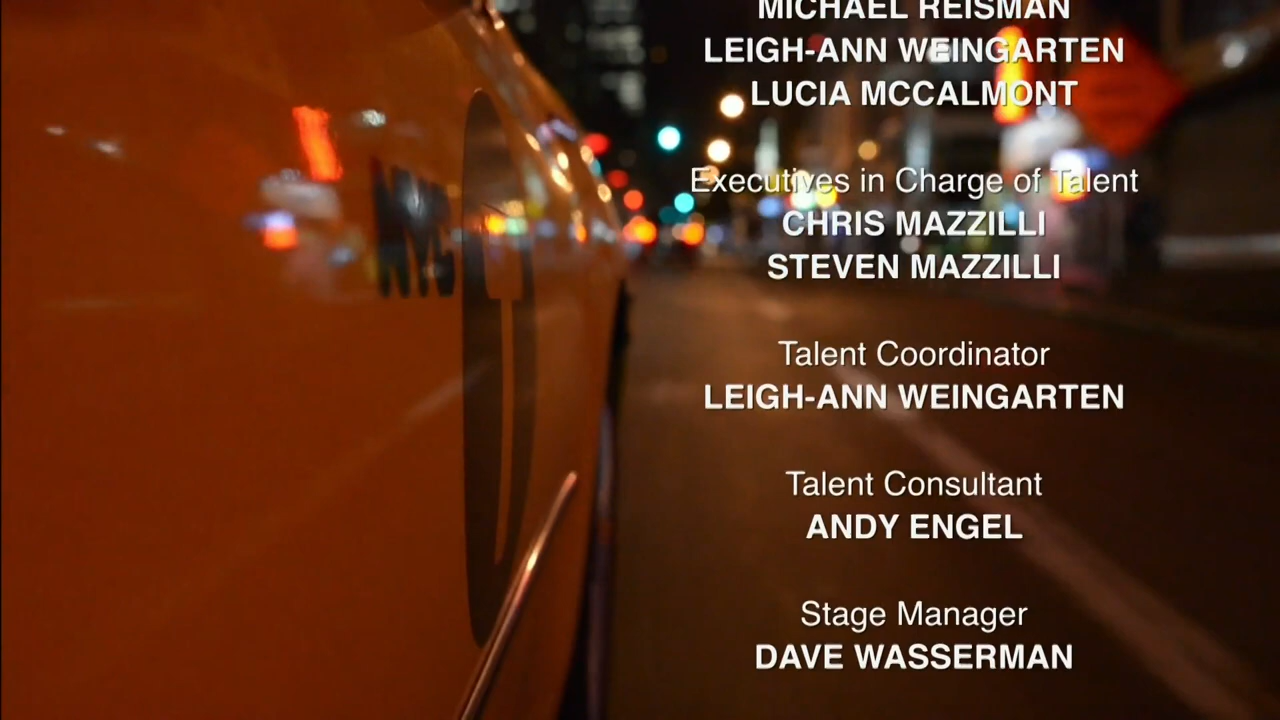 MICHAEL REISMAN
LEIGH-ANN WEINGARTEN
LUCIA MCCALMONT
Executives in Charge of Talent
CHRIS MAZZILLI
STEVEN MAZZILLI
Talent Coordinator
LEIGH-ANN WEINGARTEN
Talent Consultant
ANDY ENGEL
Stage Manager
DAVE WASSERMAN